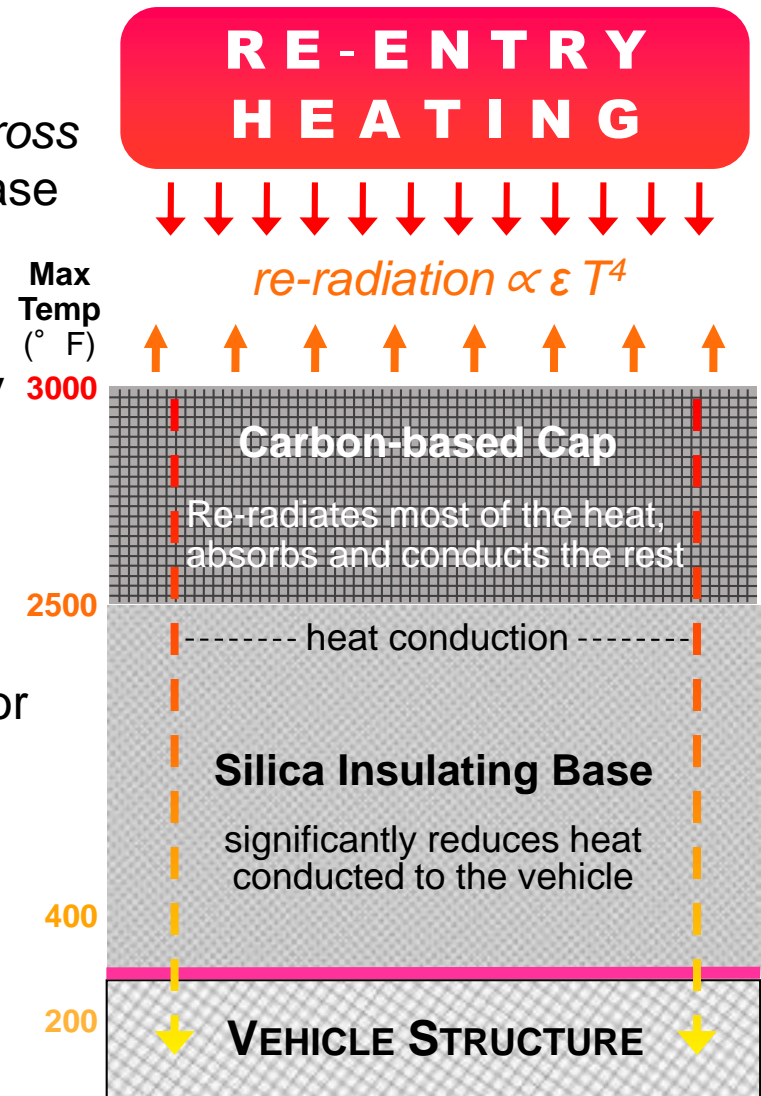 RE-ENTRY
HEATING
ross
ase
re-radiation ∝ ε T⁴
Max
Temp
(° F)
3000
Carbon-based Cap
Re-radiates most of the heat,
absorbs and conducts the rest
2500
heat conduction
or
Silica Insulating Base
significantly reduces heat
conducted to the vehicle
400
200
VEHICLE STRUCTURE